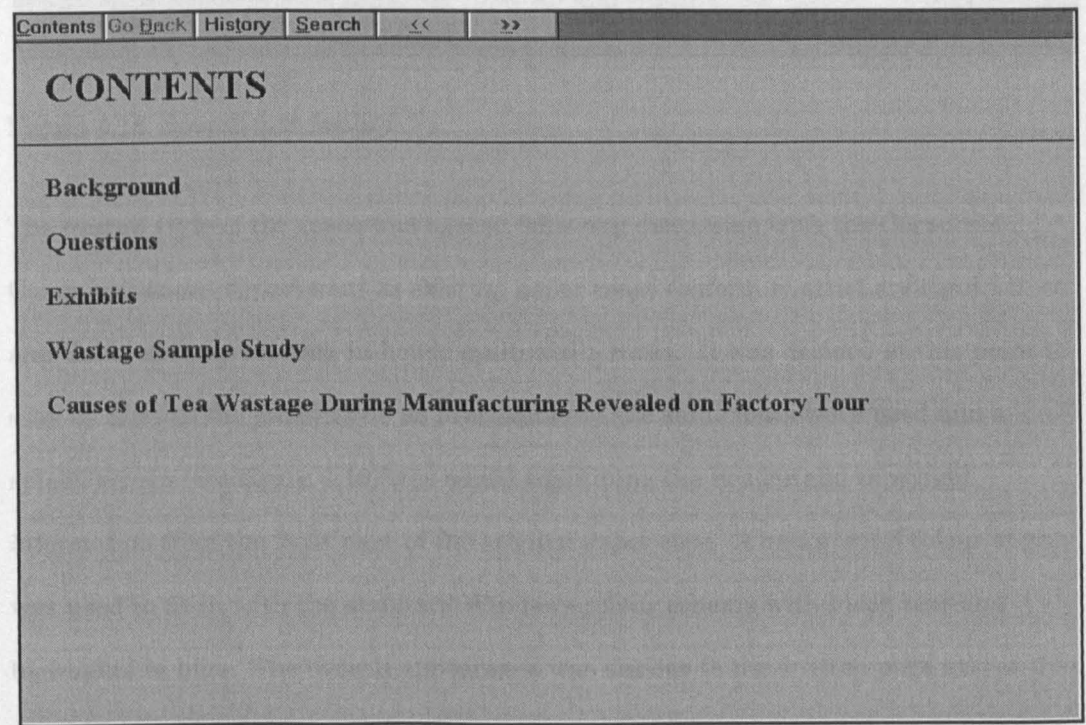 Contents Go Back History Search << >>
CONTENTS
Background
Questions
Exhibits
Wastage Sample Study
Causes of Tea Wastage During Manufacturing Revealed on Factory Tour